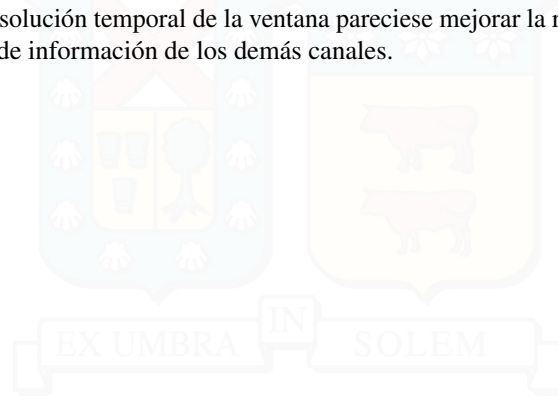 solución temporal de la ventana pareciese mejorar la
de información de los demás canales.
EX UMBRA IN SOLEM